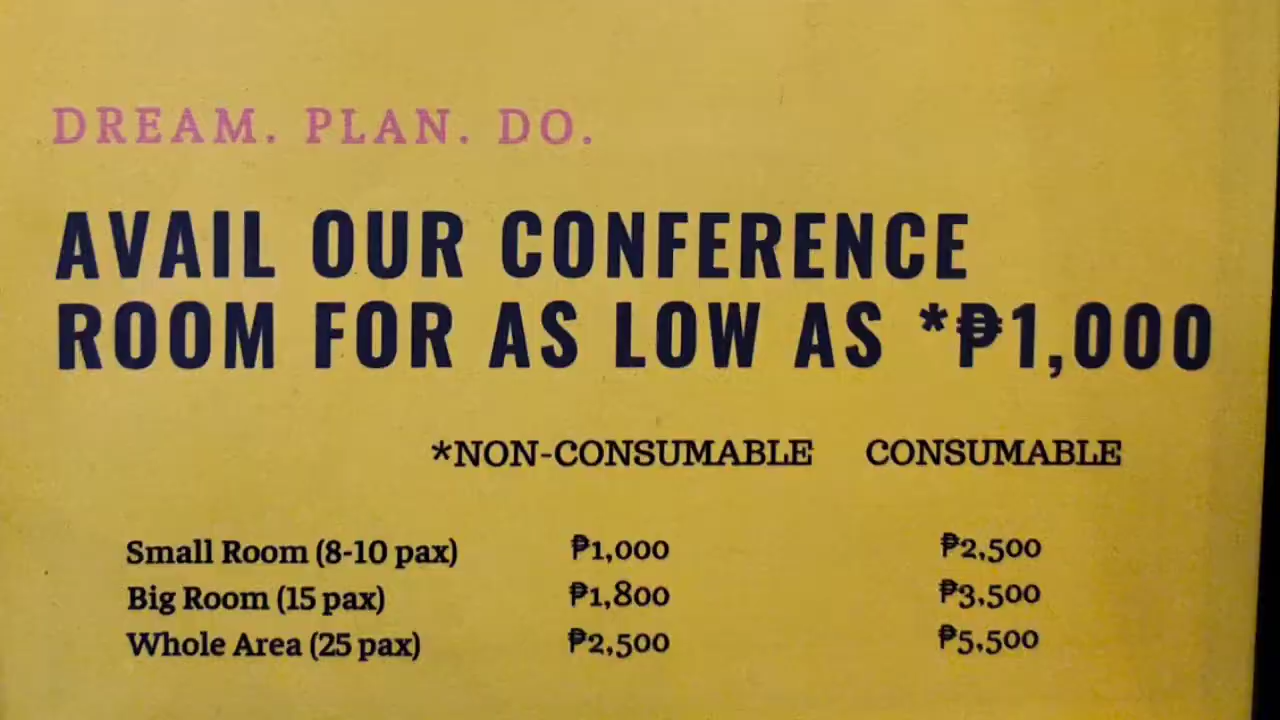 DREAM. PLAN. DO.
AVAIL OUR CONFERENCE
ROOM FOR AS LOW AS *₱1,000
*NON-CONSUMABLE CONSUMABLE
Small Room (8-10 pax) ₱1,000 ₱2,500
Big Room (15 pax) ₱1,800 ₱3,500
Whole Area (25 pax) ₱2,500 ₱5,500